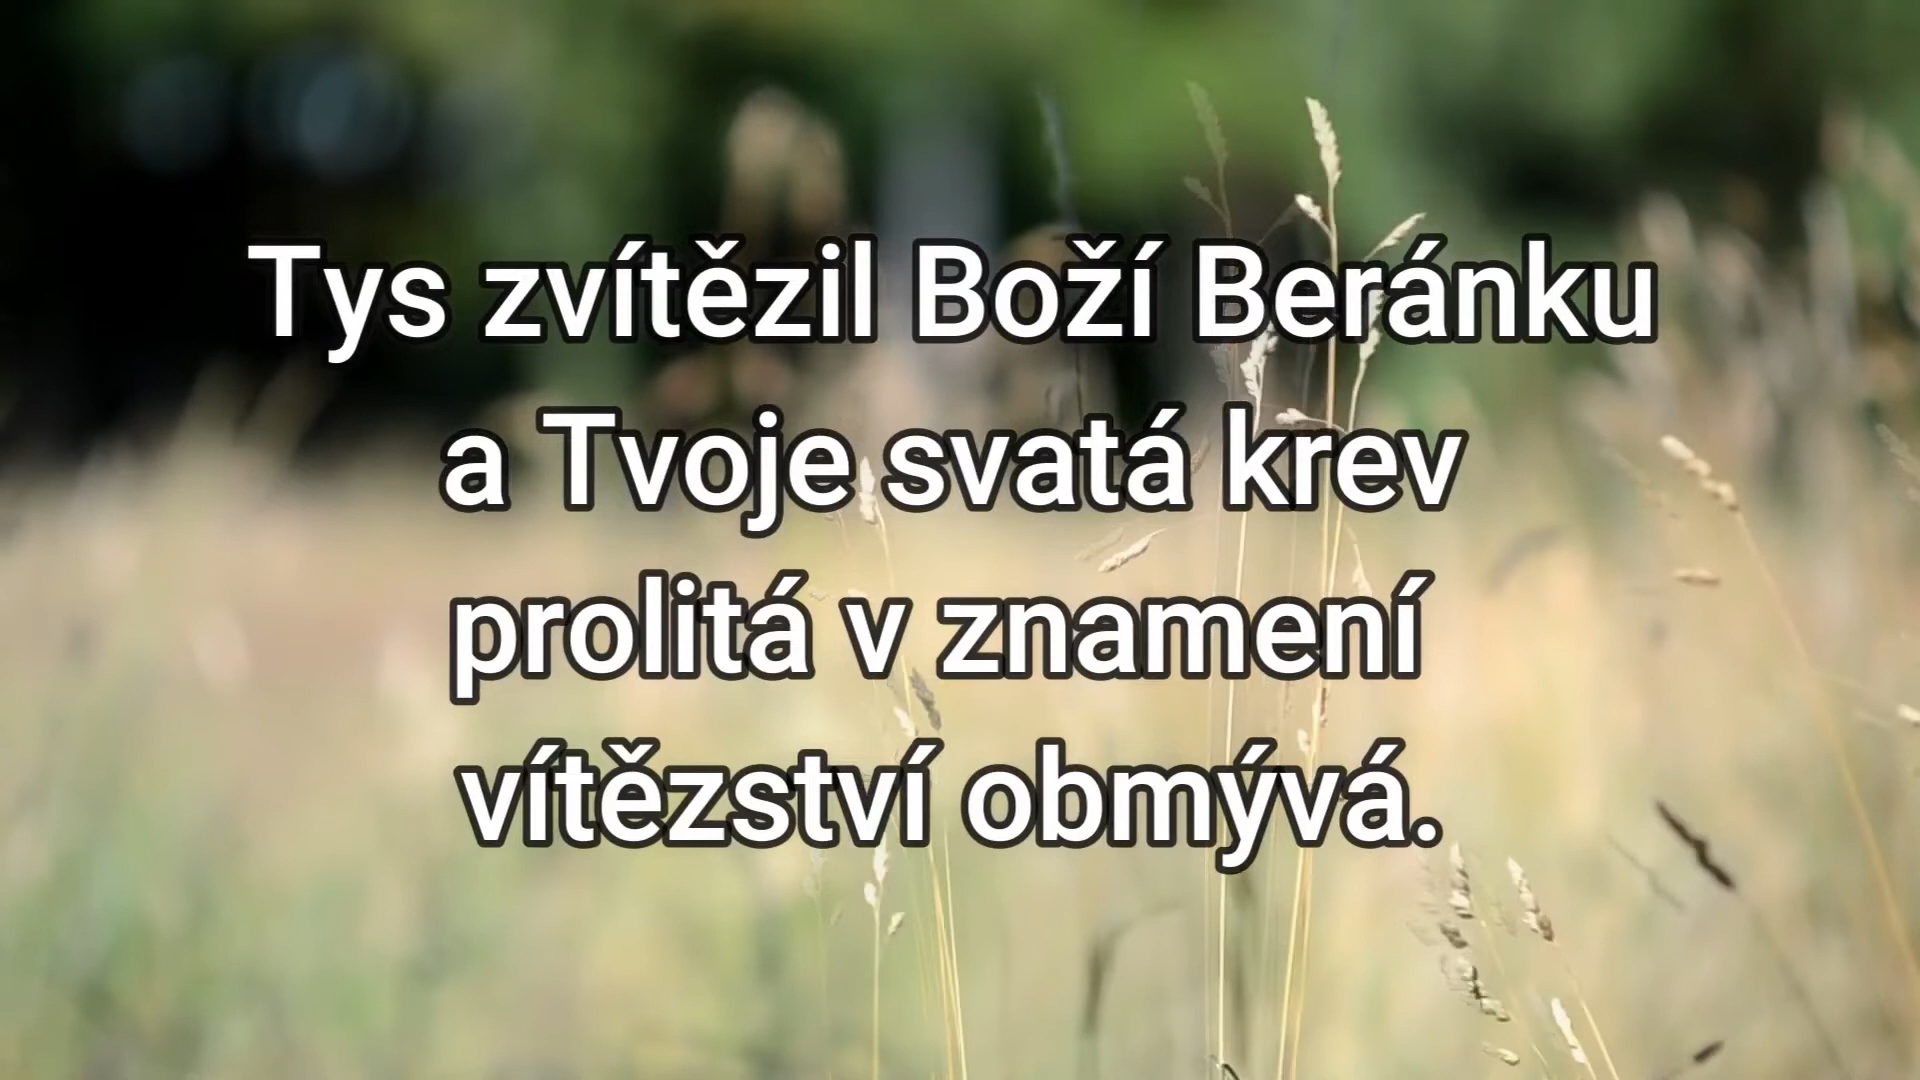 Tys zvítězil Boží Beránku
a Tvoje svatá krev
prolitá v znamení
vítězství obmývá.